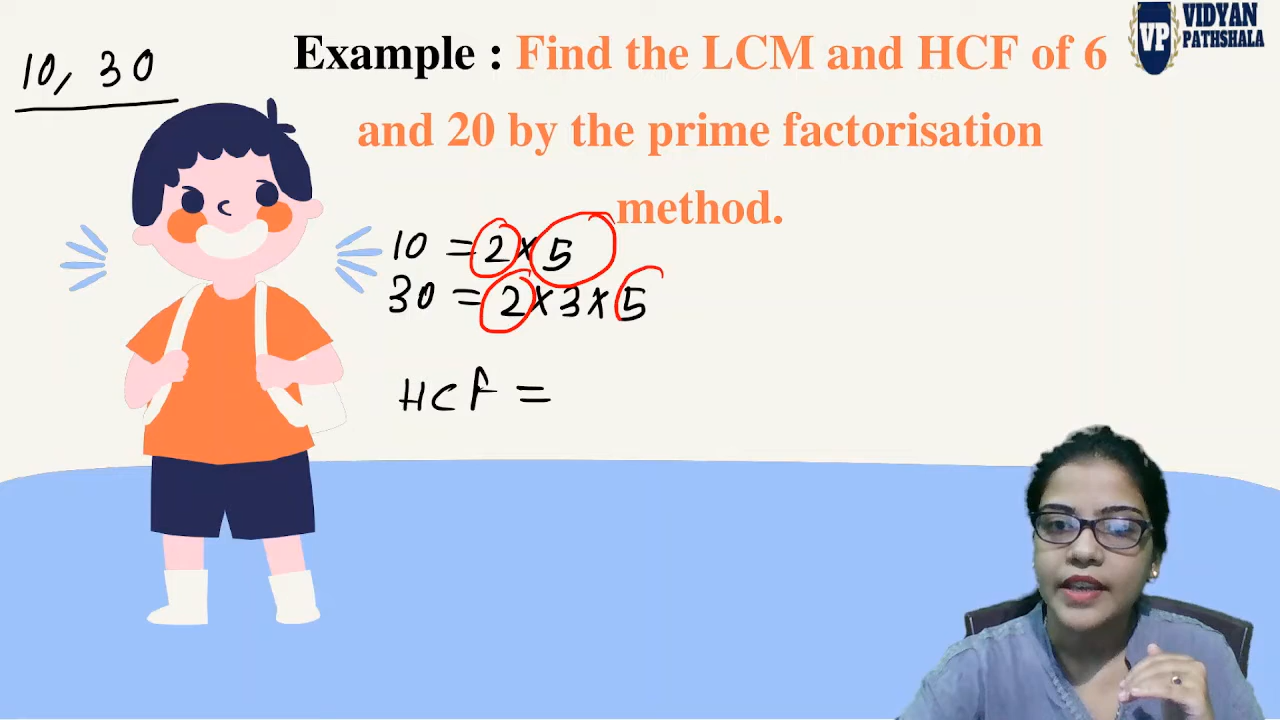 10, 30
Example : Find the LCM and HCF of 6
and 20 by the prime factorisation
method.
VIDYAN
PATHSHALA
VP
10 = 2 x 5
30 = 2 x 3 x 5
HCF =